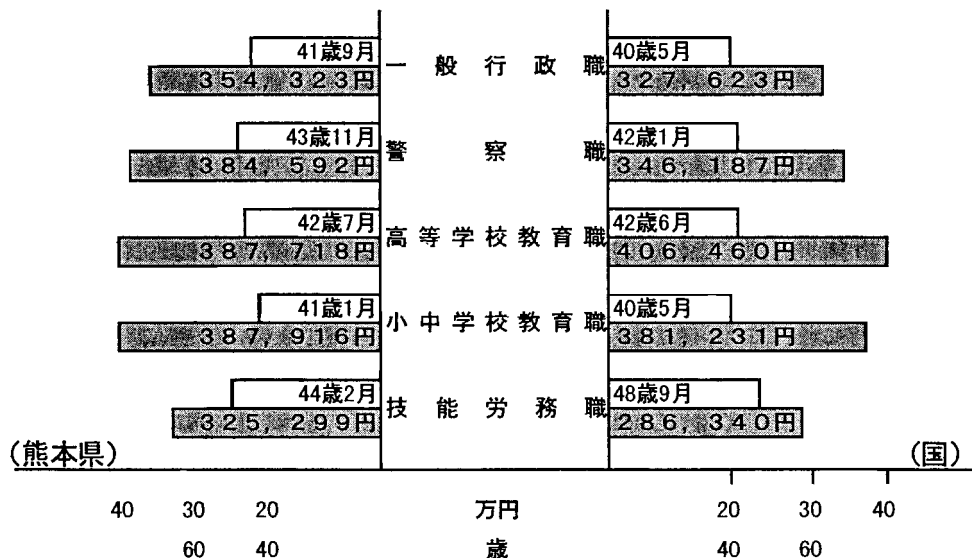 41歳9月 一般行政職 40歳5月
354,323円 327,623円
43歳11月 警察職 42歳1月
384,592円 346,187円
42歳7月 高等学校教育職 42歳6月
387,718円 406,460円
41歳1月 小中学校教育職 40歳5月
387,916円 381,231円
44歳2月 技能労務職 48歳9月
325,299円 286,340円
(熊本県) (国)
40 30 20 万円 20 30 40
60 40 歳 40 60